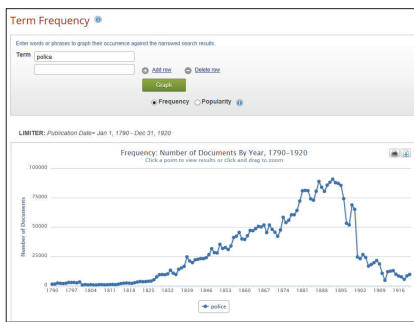 Term Frequency
Enter words or phrases to graph their occurrence against the narrowed search results.
Term police
Add row Delete row
Graph
Frequency Popularity
LIMITER: Publication Date= Jan 1, 1790 - Dec 31, 1920
Frequency: Number of Documents By Year, 1790-1920
Click a point to view results or click and drag to zoom
Number of Documents
100000
75000
50000
25000
0
1790 1797 1804 1811 1818 1825 1832 1839 1846 1853 1860 1867 1874 1881 1888 1895 1902 1909 1916
police